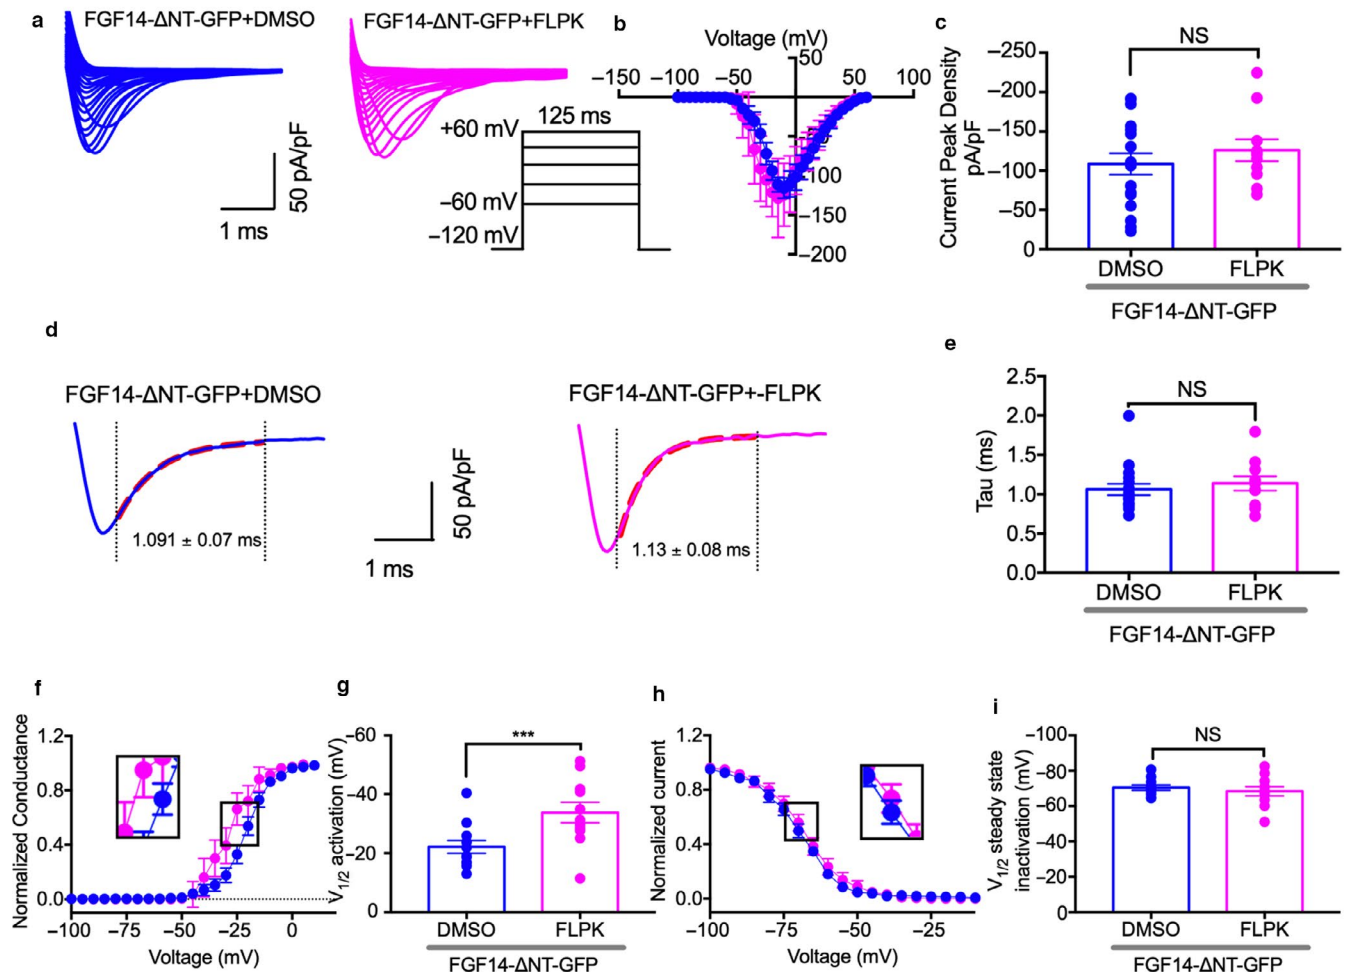 a
FGF14-ΔNT-GFP+DMSO
FGF14-ΔNT-GFP+FLPK
50 pA/pF
1 ms
125 ms
+60 mV
−60 mV
−120 mV
b
Voltage (mV)
50
−150 −100 −50 50 100
−50
−100
−150
−200
c
Current Peak Density
pA/pF
−250
−200
−150
−100
−50
0
NS
DMSO FLPK
FGF14-ΔNT-GFP
d
FGF14-ΔNT-GFP+DMSO
1.091 ± 0.07 ms
50 pA/pF
1 ms
FGF14-ΔNT-GFP+-FLPK
1.13 ± 0.08 ms
e
Tau (ms)
2.5
2.0
1.5
1.0
0.5
0.0
NS
DMSO FLPK
FGF14-ΔNT-GFP
f
Normalized Conductance
1.2
0.8
0.4
0.0
−100 −75 −50 −25 0
Voltage (mV)
g
V1/2 activation (mV)
−60
−40
−20
0
***
DMSO FLPK
FGF14-ΔNT-GFP
h
Normalized current
1.2
0.8
0.4
0.0
−100 −75 −50 −25
Voltage (mV)
i
V1/2 steady state
inactivation (mV)
−100
−80
−60
−40
−20
0
NS
DMSO FLPK
FGF14-ΔNT-GFP